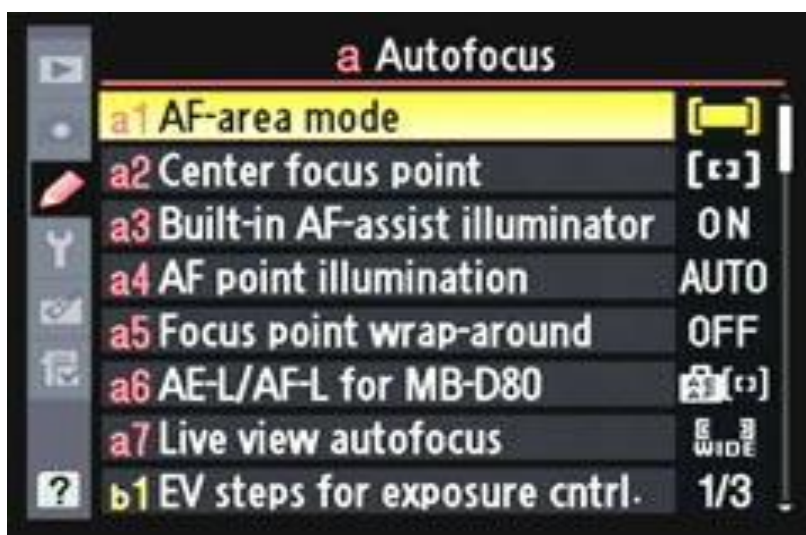 a Autofocus
a1 AF-area mode
a2 Center focus point
a3 Built-in AF-assist illuminator ON
a4 AF point illumination AUTO
a5 Focus point wrap-around OFF
a6 AE-L/AF-L for MB-D80
a7 Live view autofocus WIDE
?
b1 EV steps for exposure cntrl. 1/3